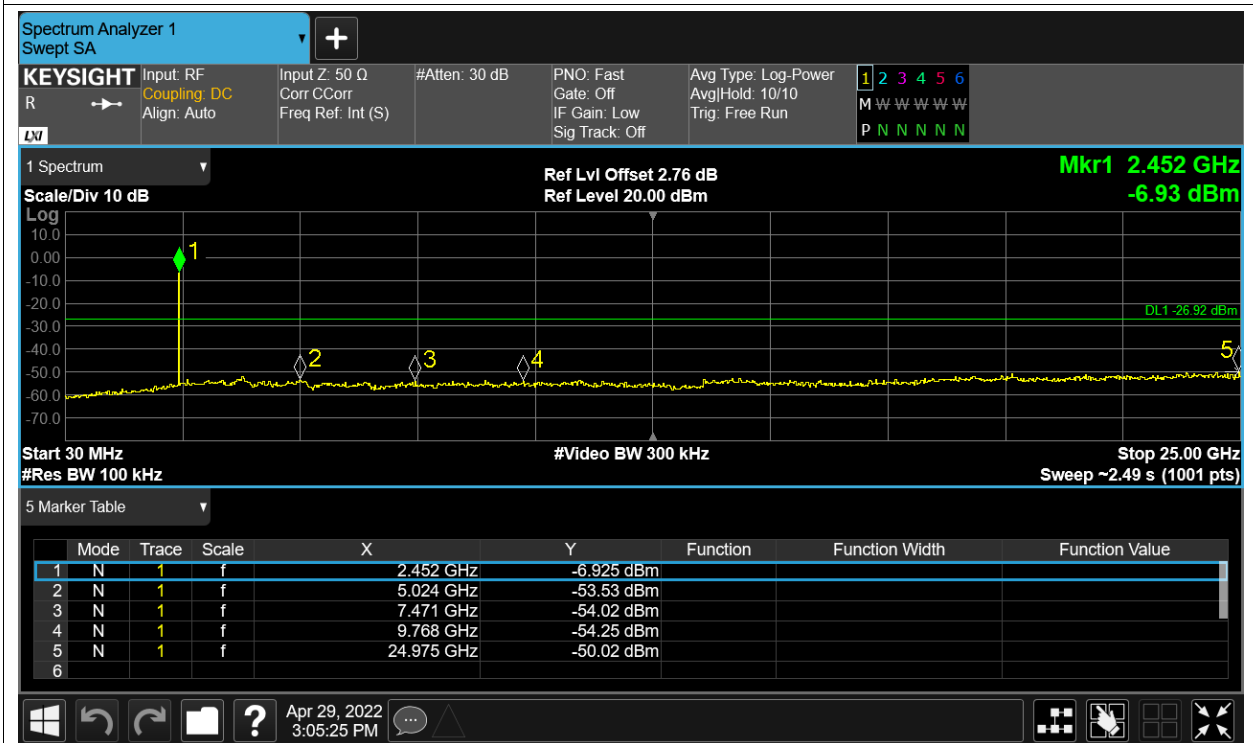 Spectrum Analyzer 1
Swept SA
KEYSIGHT
R
LXI
Input: RF
Coupling: DC
Align: Auto
Input Z: 50 Ω
Corr CCorr
Freq Ref: Int (S)
#Atten: 30 dB
PNO: Fast
Gate: Off
IF Gain: Low
Sig Track: Off
Avg Type: Log-Power
Avg|Hold: 10/10
Trig: Free Run
1 2 3 4 5 6
M W W W W W
P N N N N N
1 Spectrum
Scale/Div 10 dB
Ref Lvl Offset 2.76 dB
Ref Level 20.00 dBm
Mkr1 2.452 GHz
-6.93 dBm
Log
10.0
0.00
-10.0
-20.0
-30.0
-40.0
-50.0
-60.0
-70.0
1
2
3
4
5
DL1 -26.92 dBm
Start 30 MHz
#Res BW 100 kHz
#Video BW 300 kHz
Stop 25.00 GHz
Sweep ~2.49 s (1001 pts)
5 Marker Table
Mode Trace Scale X Y Function Function Width Function Value
1 N 1 f 2.452 GHz -6.925 dBm
2 N 1 f 5.024 GHz -53.53 dBm
3 N 1 f 7.471 GHz -54.02 dBm
4 N 1 f 9.768 GHz -54.25 dBm
5 N 1 f 24.975 GHz -50.02 dBm
6
?
Apr 29, 2022
3:05:25 PM